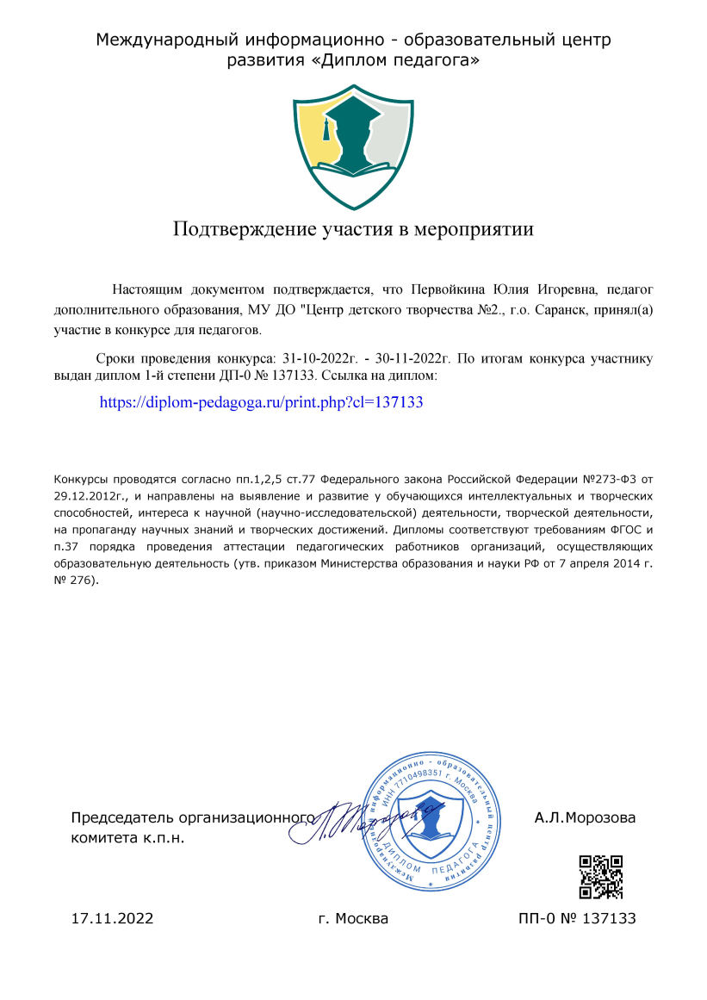 Международный информационно - образовательный центр
развития «Диплом педагога»
Подтверждение участия в мероприятии
Настоящим документом подтверждается, что Первойкина Юлия Игоревна, педагог
дополнительного образования, МУ ДО "Центр детского творчества №2., г.о. Саранск, принял(а)
участие в конкурсе для педагогов.
Сроки проведения конкурса: 31-10-2022г. - 30-11-2022г. По итогам конкурса участнику
выдан диплом 1-й степени ДП-0 № 137133. Ссылка на диплом:
https://diplom-pedagoga.ru/print.php?cl=137133
Конкурсы проводятся согласно пп.1,2,5 ст.77 Федерального закона Российской Федерации №273-ФЗ от
29.12.2012г., и направлены на выявление и развитие у обучающихся интеллектуальных и творческих
способностей, интереса к научной (научно-исследовательской) деятельности, творческой деятельности,
на пропаганду научных знаний и творческих достижений. Дипломы соответствуют требованиям ФГОС и
п.37 порядка проведения аттестации педагогических работников организаций, осуществляющих
образовательную деятельность (утв. приказом Министерства образования и науки РФ от 7 апреля 2014 г.
№ 276).
Международный информационно - образовательный центр развития
ИНН 7710498351 г. Москва
ДИПЛОМ ПЕДАГОГА
Председатель организационного
комитета к.п.н.
А.Л.Морозова
17.11.2022
г. Москва
ПП-0 № 137133